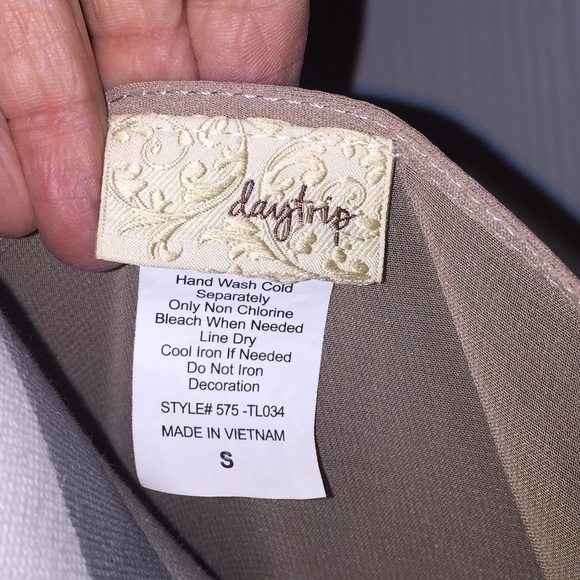 daytrip
Hand Wash Cold
Separately
Only Non Chlorine
Bleach When Needed
Line Dry
Cool Iron If Needed
Do Not Iron
Decoration
STYLE# 575 -TL034
MADE IN VIETNAM
S